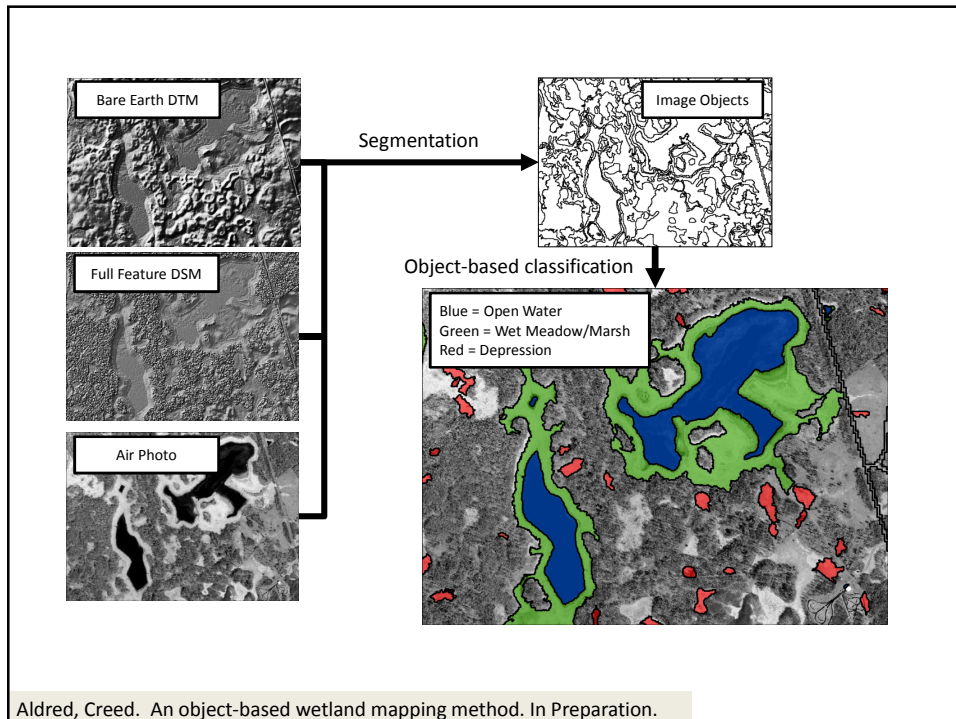 Bare Earth DTM
Full Feature DSM
Air Photo
Segmentation
Image Objects
Object-based classification
Blue = Open Water
Green = Wet Meadow/Marsh
Red = Depression
Aldred, Creed.  An object-based wetland mapping method. In Preparation.